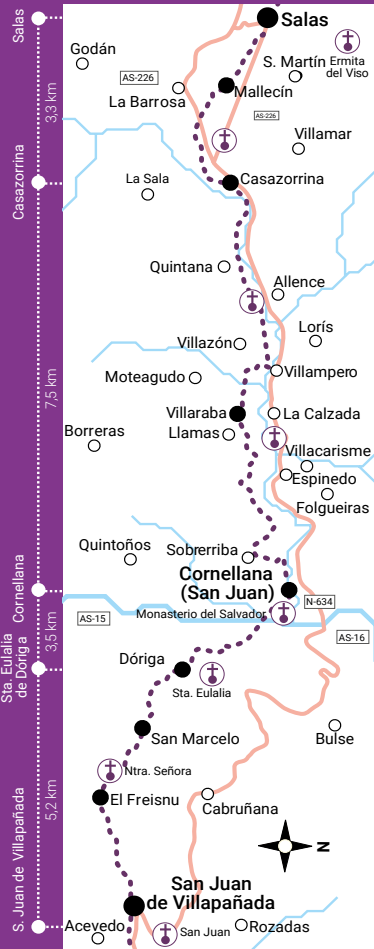 Salas
3,3 km
Casazorrina
7,5 km
Cornellana
3,5 km
Sta. Eulalia
de Dóriga
5,2 km
S. Juan de Villapañada
Salas
Godán
S. Martín
Ermita
del Viso
AS-226
La Barrosa
Mallecín
AS-226
Villamar
La Sala
Casazorrina
Quintana
Allence
Lorís
Villazón
Moteagudo
Villampero
Villaraba
La Calzada
Llamas
Borreras
Villacarisme
Espinedo
Folgueiras
Quintoños
Sobrerriba
Cornellana
(San Juan)
N-634
Monasterio del Salvador
AS-15
AS-16
Dóriga
Sta. Eulalia
San Marcelo
Bulse
Ntra. Señora
El Freisnu
Cabruñana
N
San Juan
de Villapañada
Acevedo
San Juan
Rozadas